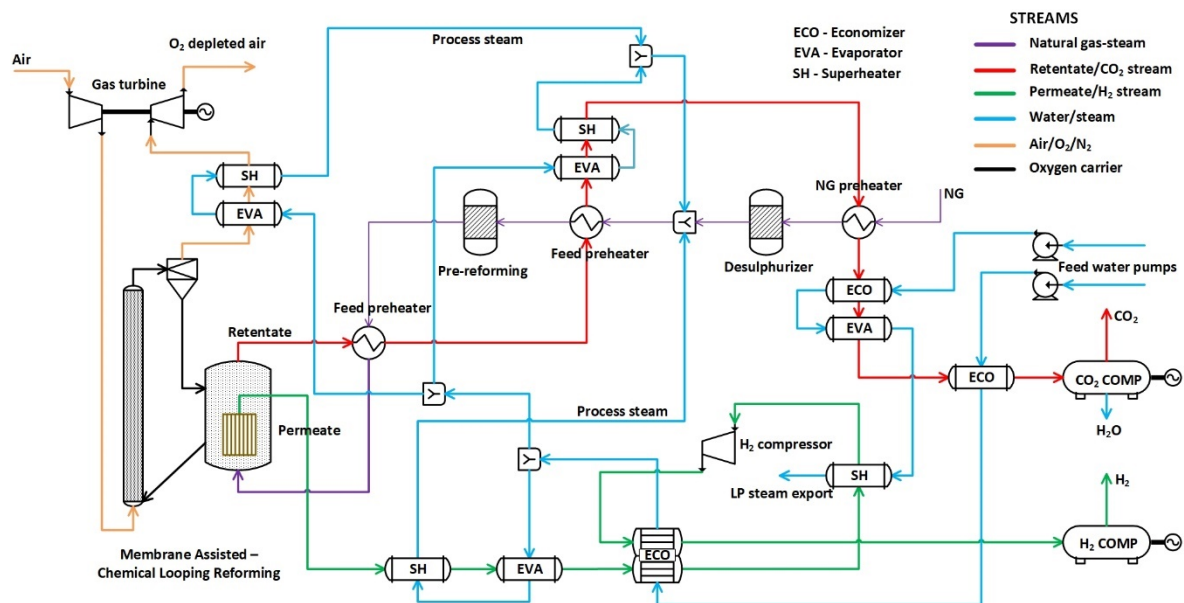 STREAMS
Natural gas-steam
Retentate/CO₂ stream
Permeate/H₂ stream
Water/steam
Air/O₂/N₂
Oxygen carrier
ECO - Economizer
EVA - Evaporator
SH - Superheater
Process steam
O₂ depleted air
Air
Gas turbine
SH
EVA
SH
EVA
NG preheater
NG
Pre-reforming
Feed preheater
Desulphurizer
Feed water pumps
ECO
EVA
Feed preheater
Retentate
CO₂
ECO
CO₂ COMP
H₂O
Process steam
Permeate
H₂ compressor
LP steam export
SH
H₂
Membrane Assisted –
Chemical Looping Reforming
SH
EVA
ECO
H₂ COMP